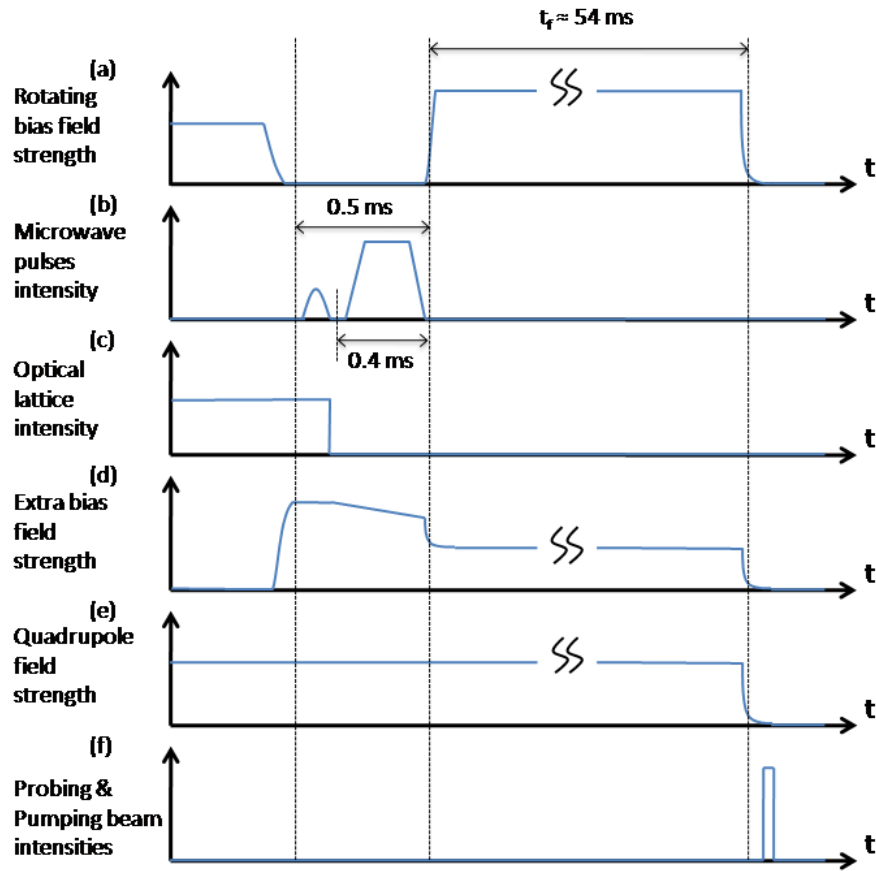 t_f ≈ 54 ms
(a)
Rotating
bias field
strength
t
(b)
0.5 ms
Microwave
pulses
intensity
t
(c)
0.4 ms
Optical
lattice
intensity
t
(d)
Extra bias
field
strength
t
(e)
Quadrupole
field
strength
t
(f)
Probing &
Pumping beam
intensities
t